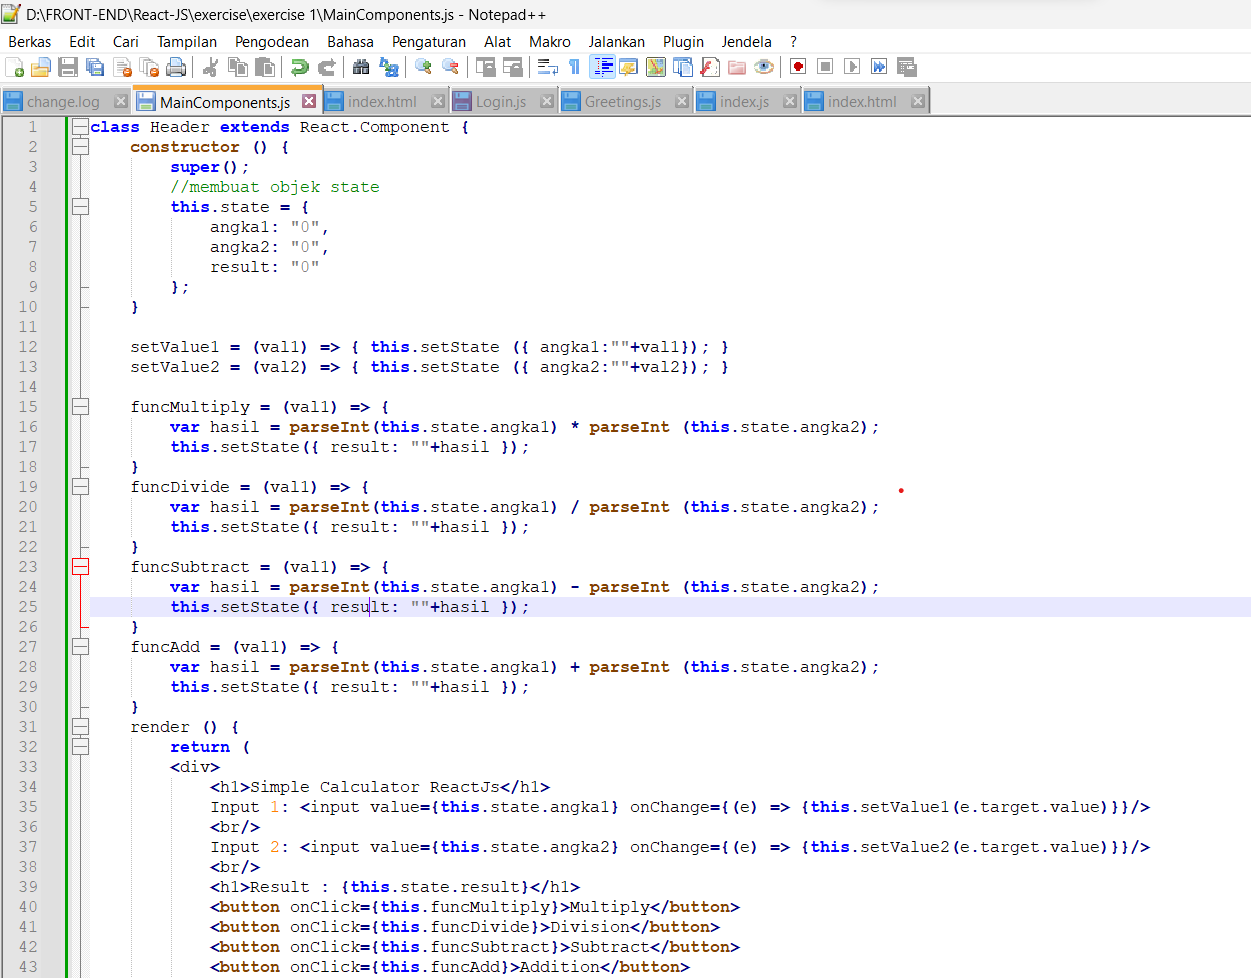 D:\FRONT-END\React-JS\exercise\exercise 1\MainComponents.js - Notepad++
Berkas Edit Cari Tampilan Pengodean Bahasa Pengaturan Alat Makro Jalankan Plugin Jendela ?
change.log MainComponents.js index.html Login.js Greetings.js index.js index.html
1 class Header extends React.Component {
2 constructor () {
3 super();
4 //membuat objek state
5 this.state = {
6 angka1: "0",
7 angka2: "0",
8 result: "0"
9 };
10 }
11
12 setValue1 = (val1) => { this.setState ({ angka1:""+val1}); }
13 setValue2 = (val2) => { this.setState ({ angka2:""+val2}); }
14
15 funcMultiply = (val1) => {
16 var hasil = parseInt(this.state.angka1) * parseInt (this.state.angka2);
17 this.setState({ result: ""+hasil });
18 }
19 funcDivide = (val1) => {
20 var hasil = parseInt(this.state.angka1) / parseInt (this.state.angka2);
21 this.setState({ result: ""+hasil });
22 }
23 funcSubtract = (val1) => {
24 var hasil = parseInt(this.state.angka1) - parseInt (this.state.angka2);
25 this.setState({ result: ""+hasil });
26 }
27 funcAdd = (val1) => {
28 var hasil = parseInt(this.state.angka1) + parseInt (this.state.angka2);
29 this.setState({ result: ""+hasil });
30 }
31 render () {
32 return (
33 <div>
34 <h1>Simple Calculator ReactJs</h1>
35 Input 1: <input value={this.state.angka1} onChange={(e) => {this.setValue1(e.target.value)}}/>
36 <br/>
37 Input 2: <input value={this.state.angka2} onChange={(e) => {this.setValue2(e.target.value)}}/>
38 <br/>
39 <h1>Result : {this.state.result}</h1>
40 <button onClick={this.funcMultiply}>Multiply</button>
41 <button onClick={this.funcDivide}>Division</button>
42 <button onClick={this.funcSubtract}>Subtract</button>
43 <button onClick={this.funcAdd}>Addition</button>